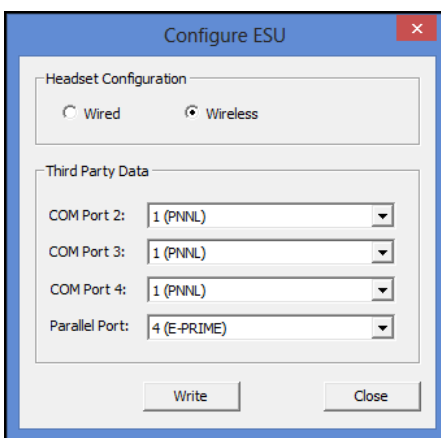 Configure ESU
Headset Configuration
Wired Wireless
Third Party Data
COM Port 2: 1 (PNNL)
COM Port 3: 1 (PNNL)
COM Port 4: 1 (PNNL)
Parallel Port: 4 (E-PRIME)
Write Close